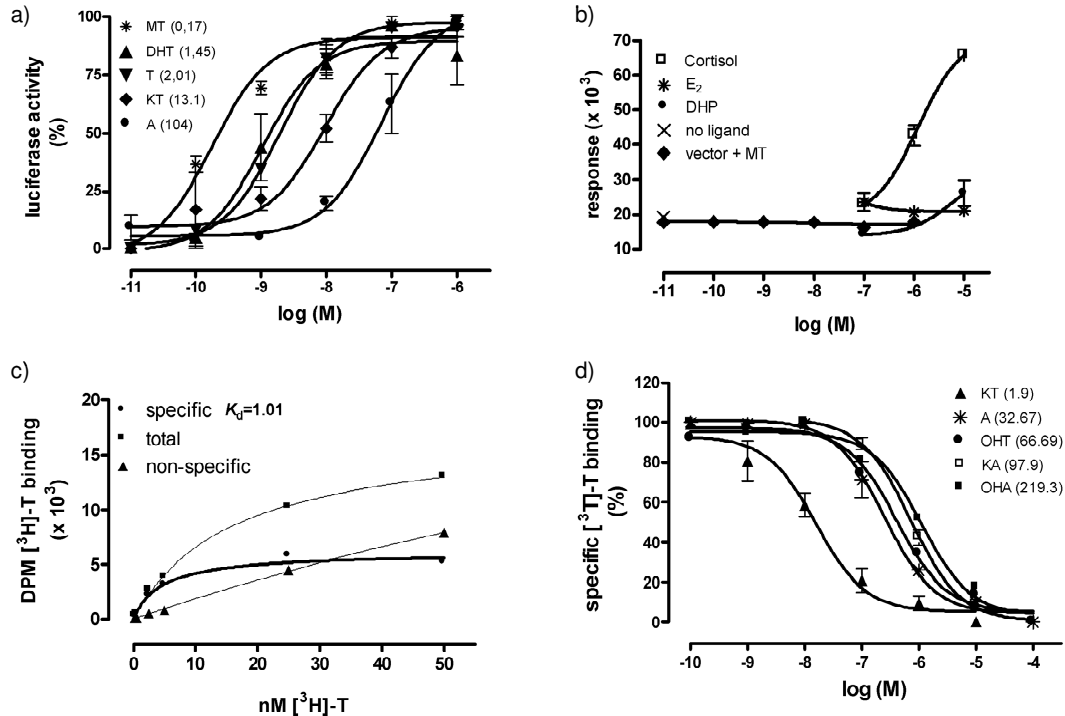 a)
100
75
50
25
0
luciferase activity
(%)
MT (0,17)
DHT (1,45)
T (2,01)
KT (13.1)
A (104)
-11 -10 -9 -8 -7 -6
log (M)
b)
70
60
50
40
30
20
10
response (x 10³)
Cortisol
E₂
DHP
no ligand
vector + MT
-11 -10 -9 -8 -7 -6 -5
log (M)
c)
20
15
10
5
0
DPM [³H]-T binding
(x 10³)
specific Kd=1.01
total
non-specific
0 10 20 30 40 50
nM [³H]-T
d)
120
100
80
60
40
20
0
specific [³T]-T binding
(%)
KT (1.9)
A (32.67)
OHT (66.69)
KA (97.9)
OHA (219.3)
-10 -9 -8 -7 -6 -5 -4
log (M)